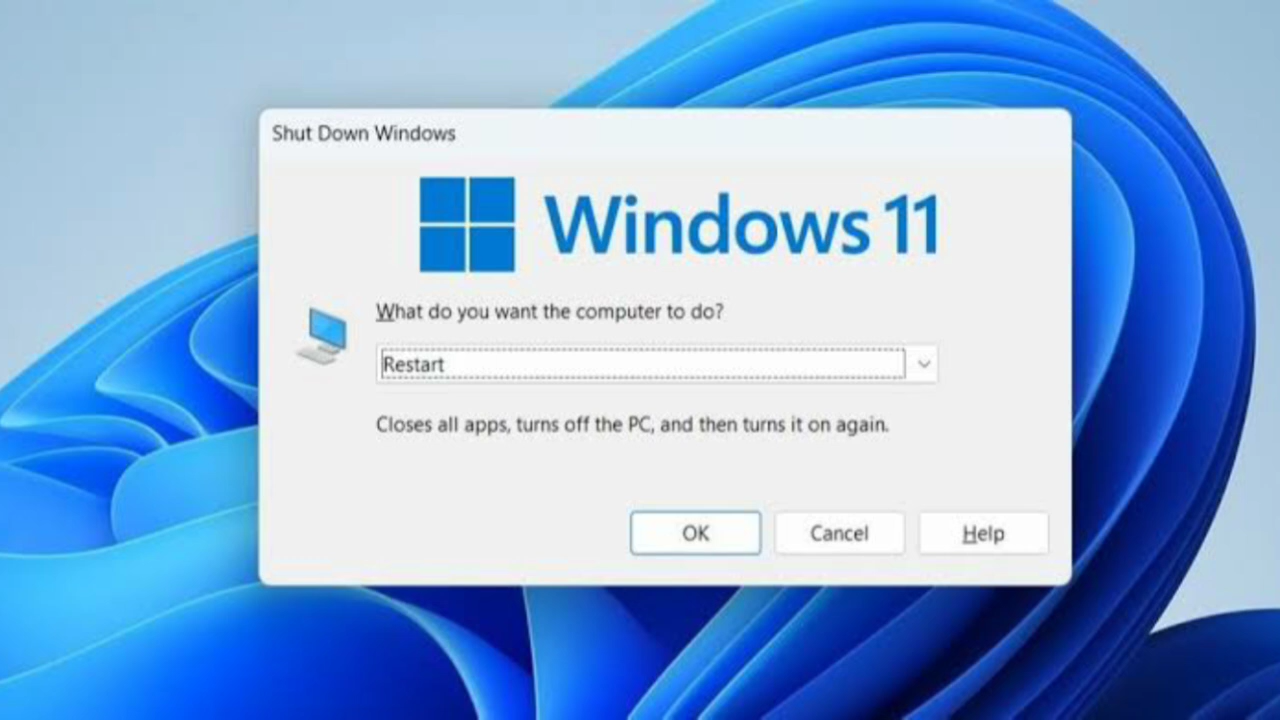 Shut Down Windows
Windows 11
What do you want the computer to do?
Restart
Closes all apps, turns off the PC, and then turns it on again.
OK Cancel Help